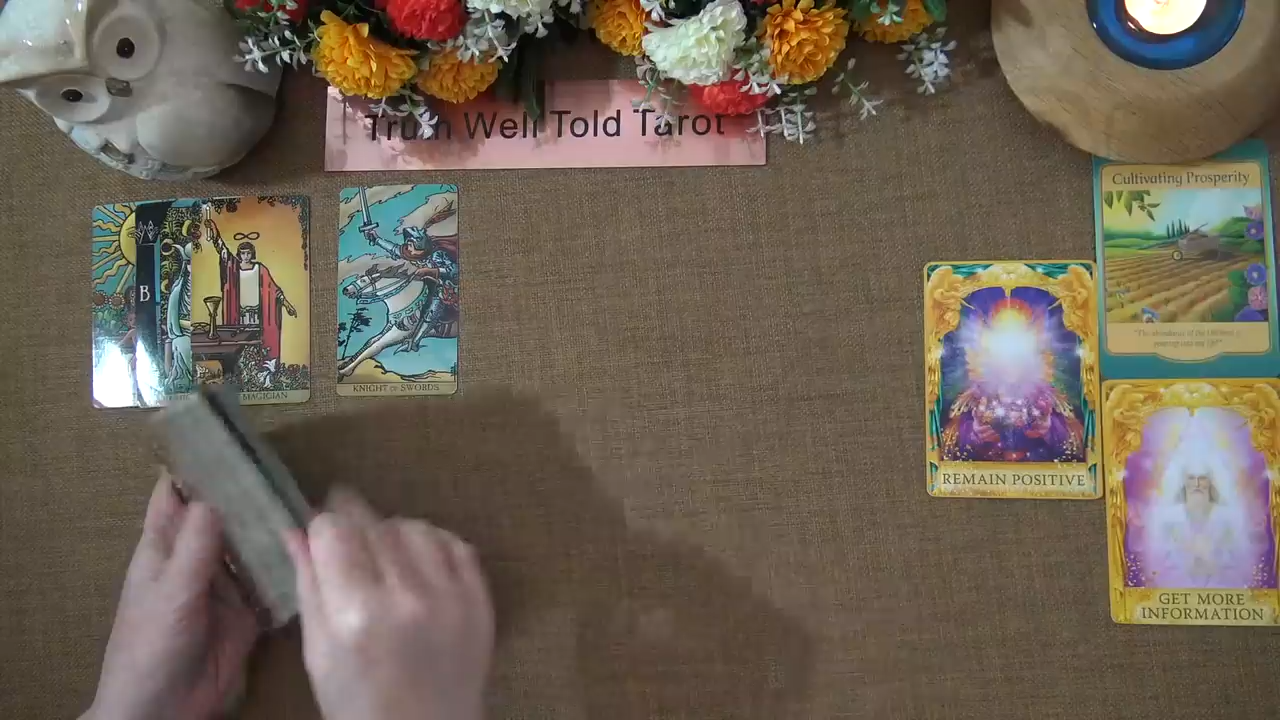 Truth Well Told Tarot
Cultivating Prosperity
B
MAGICIAN
KNIGHT OF SWORDS
REMAIN POSITIVE
GET MORE
INFORMATION